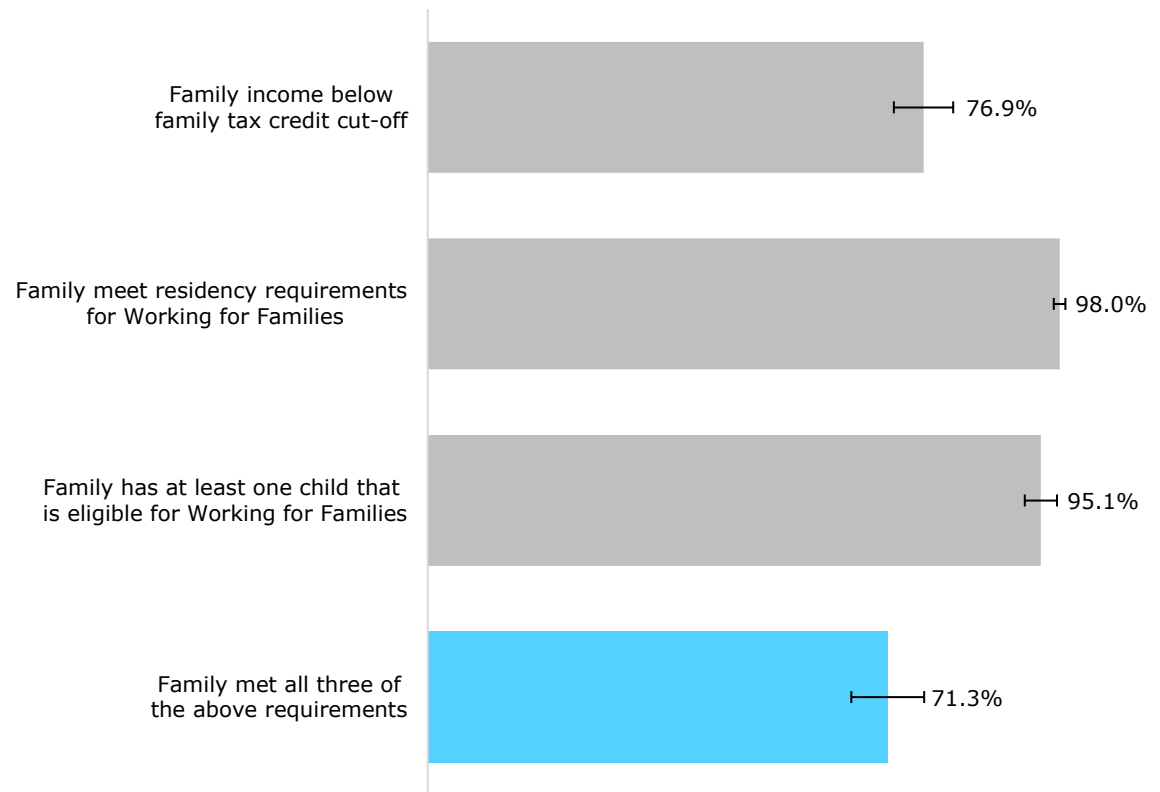 Family income below
family tax credit cut-off
76.9%
Family meet residency requirements
for Working for Families
98.0%
Family has at least one child that
is eligible for Working for Families
95.1%
Family met all three of
the above requirements
71.3%